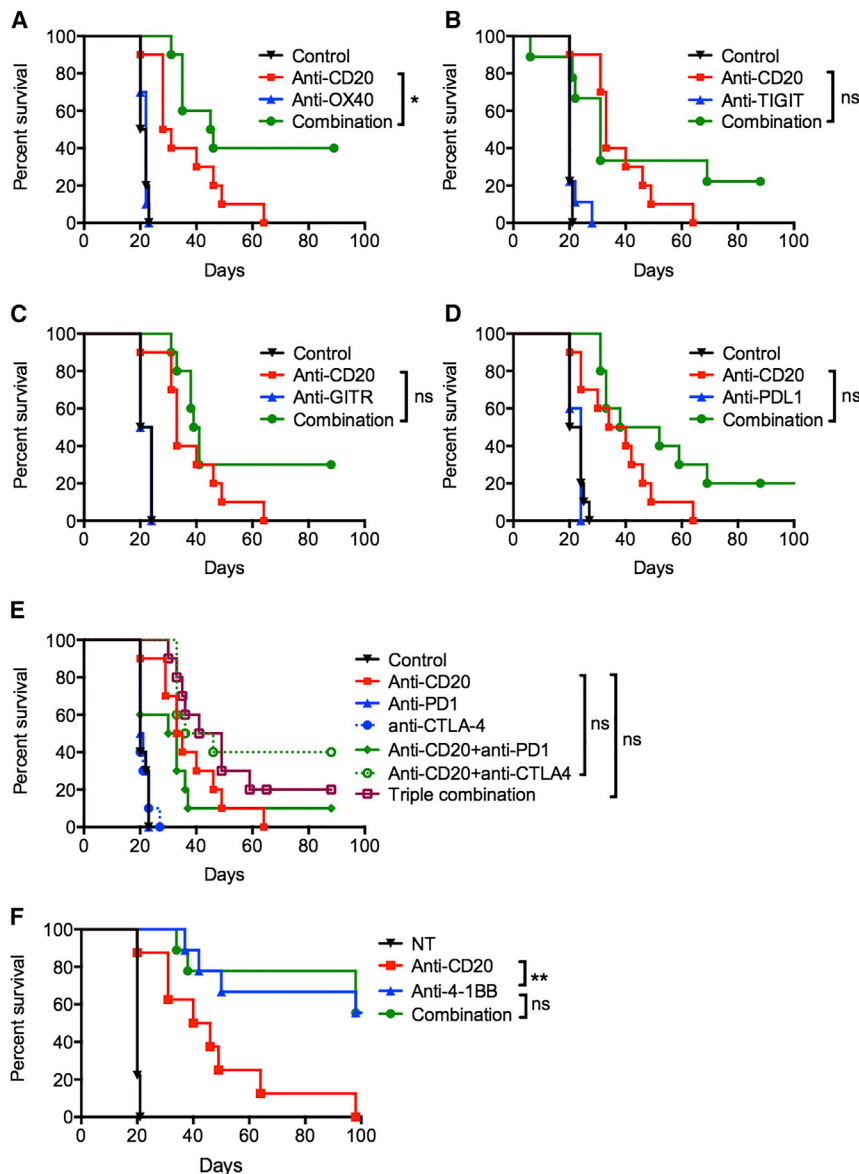 A
Percent survival
100
80
60
40
20
0
0 20 40 60 80 100
Days
Control
Anti-CD20
Anti-OX40
Combination
*
B
Percent survival
100
80
60
40
20
0
0 20 40 60 80 100
Days
Control
Anti-CD20
Anti-TIGIT
Combination
ns
C
Percent survival
100
80
60
40
20
0
0 20 40 60 80 100
Days
Control
Anti-CD20
Anti-GITR
Combination
ns
D
Percent survival
100
80
60
40
20
0
0 20 40 60 80 100
Days
Control
Anti-CD20
Anti-PDL1
Combination
ns
E
Percent survival
100
80
60
40
20
0
0 20 40 60 80 100
Days
Control
Anti-CD20
Anti-PD1
anti-CTLA-4
Anti-CD20+anti-PD1
Anti-CD20+anti-CTLA4
Triple combination
ns
ns
F
Percent survival
100
80
60
40
20
0
0 20 40 60 80 100
Days
NT
Anti-CD20
Anti-4-1BB
Combination
**
ns